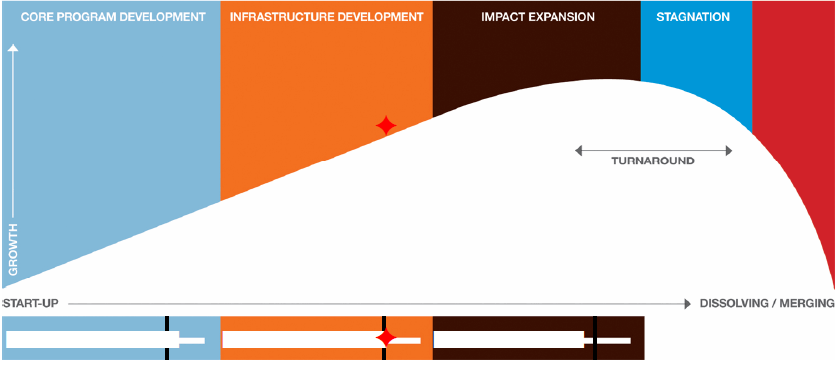 CORE PROGRAM DEVELOPMENT
INFRASTRUCTURE DEVELOPMENT
IMPACT EXPANSION
STAGNATION
TURNAROUND
GROWTH
START-UP
DISSOLVING / MERGING